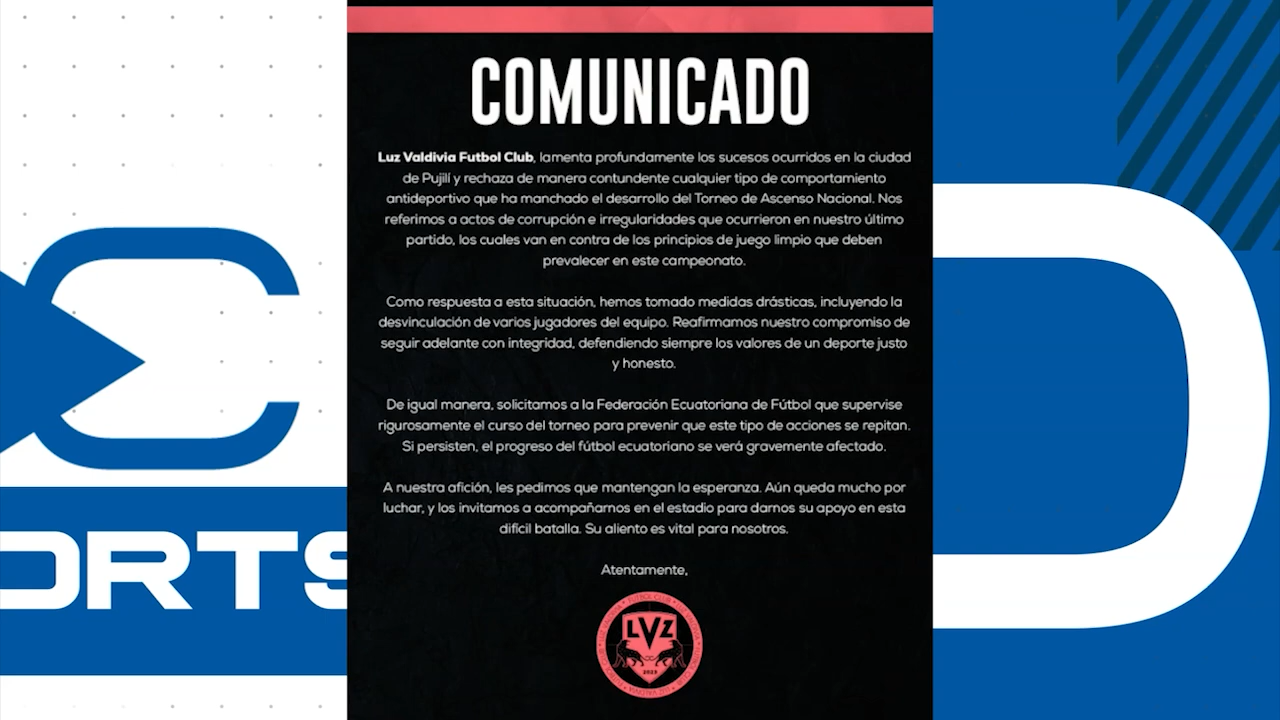 COMUNICADO
Luz Valdivia Futbol Club, lamenta profundamente los sucesos ocurridos en la ciudad
de Pujilí y rechaza de manera contundente cualquier tipo de comportamiento
antideportivo que ha manchado el desarrollo del Torneo de Ascenso Nacional. Nos
referimos a actos de corrupción e irregularidades que ocurrieron en nuestro último
partido, los cuales van en contra de los principios de juego limpio que deben
prevalecer en este campeonato.
Como respuesta a esta situación, hemos tomado medidas drásticas, incluyendo la
desvinculación de varios jugadores del equipo. Reafirmamos nuestro compromiso de
seguir adelante con integridad, defendiendo siempre los valores de un deporte justo
y honesto.
De igual manera, solicitamos a la Federación Ecuatoriana de Fútbol que supervise
rigurosamente el curso del torneo para prevenir que este tipo de acciones se repitan.
Si persisten, el progreso del fútbol ecuatoriano se verá gravemente afectado.
A nuestra afición, les pedimos que mantengan la esperanza. Aún queda mucho por
luchar, y los invitamos a acompañarnos en el estadio para darnos su apoyo en esta
difícil batalla. Su aliento es vital para nosotros.
Atentamente,
LVZ
ORTS